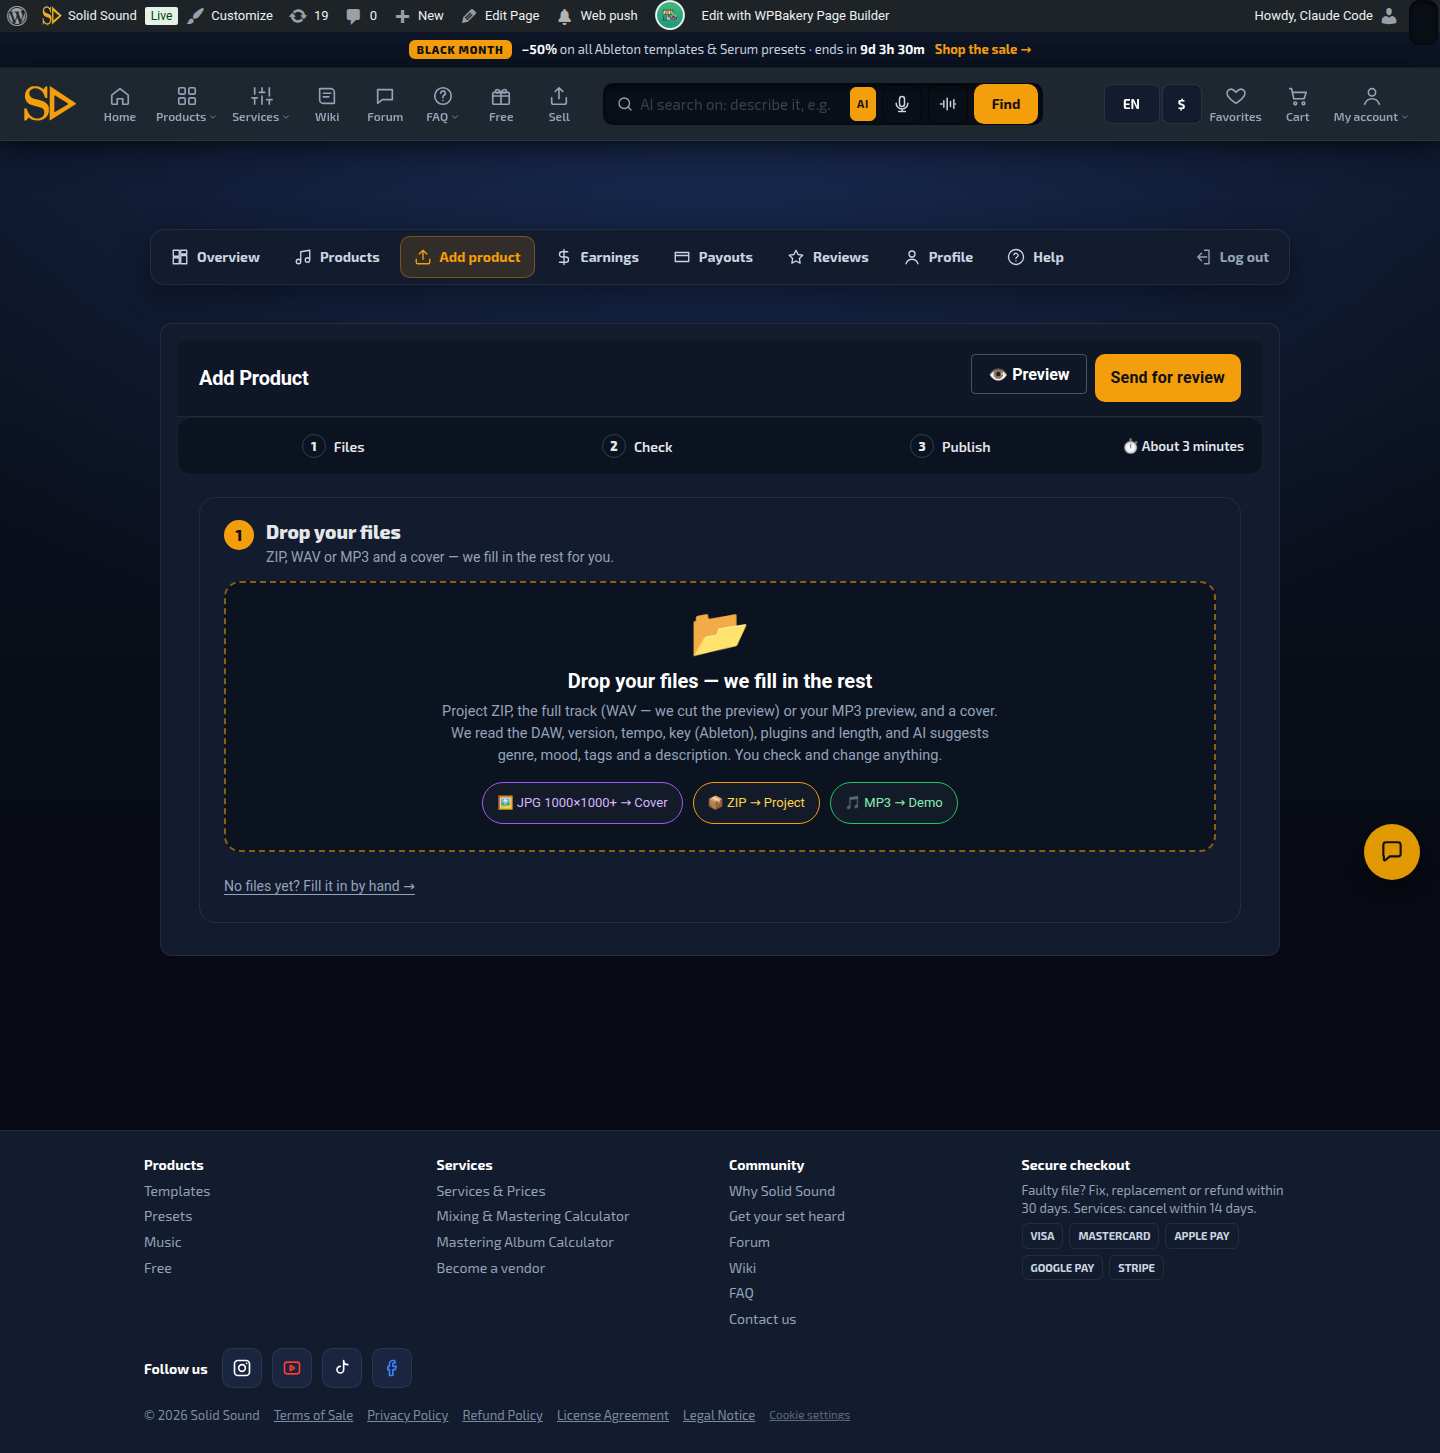 Solid Sound Live Customize 19 0 New Edit Page Web push Edit with WPBakery Page Builder Howdy, Claude Code
BLACK MONTH −50% on all Ableton templates & Serum presets · ends in 9d 3h 30m Shop the sale →
Home Products Services Wiki Forum FAQ Free Sell
AI search on: describe it, e.g. AI Find
EN $ Favorites Cart My account
Overview Products Add product Earnings Payouts Reviews Profile Help Log out
Add Product
Preview Send for review
1 Files 2 Check 3 Publish About 3 minutes
1 Drop your files
ZIP, WAV or MP3 and a cover — we fill in the rest for you.
Drop your files — we fill in the rest
Project ZIP, the full track (WAV — we cut the preview) or your MP3 preview, and a cover.
We read the DAW, version, tempo, key (Ableton), plugins and length, and AI suggests
genre, mood, tags and a description. You check and change anything.
JPG 1000×1000+ → Cover ZIP → Project MP3 → Demo
No files yet? Fill it in by hand →
Products
Templates
Presets
Music
Free
Services
Services & Prices
Mixing & Mastering Calculator
Mastering Album Calculator
Become a vendor
Community
Why Solid Sound
Get your set heard
Forum
Wiki
FAQ
Contact us
Secure checkout
Faulty file? Fix, replacement or refund within
30 days. Services: cancel within 14 days.
VISA MASTERCARD APPLE PAY
GOOGLE PAY STRIPE
Follow us
© 2026 Solid Sound Terms of Sale Privacy Policy Refund Policy License Agreement Legal Notice Cookie settings